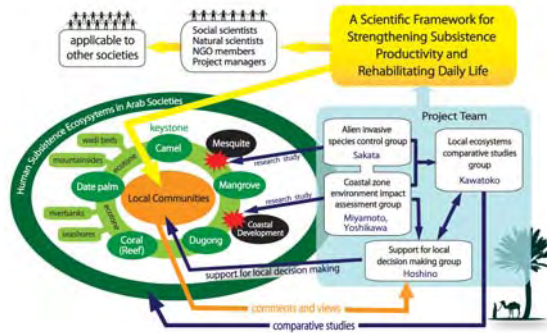 applicable to
other societies
Social scientists
Natural scientists
NGO members
Project managers
A Scientific Framework for
Strengthening Subsistence
Productivity and
Rehabilitating Daily Life
Human Subsistence Ecosystems in Arab Societies
wadi beds
mountainsides
ecotone
riverbanks
seashores
ecotone
keystone
Camel
Mesquite
Date palm
Local Communities
Mangrove
Coral
(Reef)
Dugong
Coastal
Development
research study
research study
Project Team
Alien invasive
species control group
Sakata
Coastal zone
environment impact
assessment group
Miyamoto,
Yoshikawa
Local ecosystems
comparative studies
group
Kawatoko
Support for local
decision making group
Hoshino
support for local decision making
comments and views
comparative studies